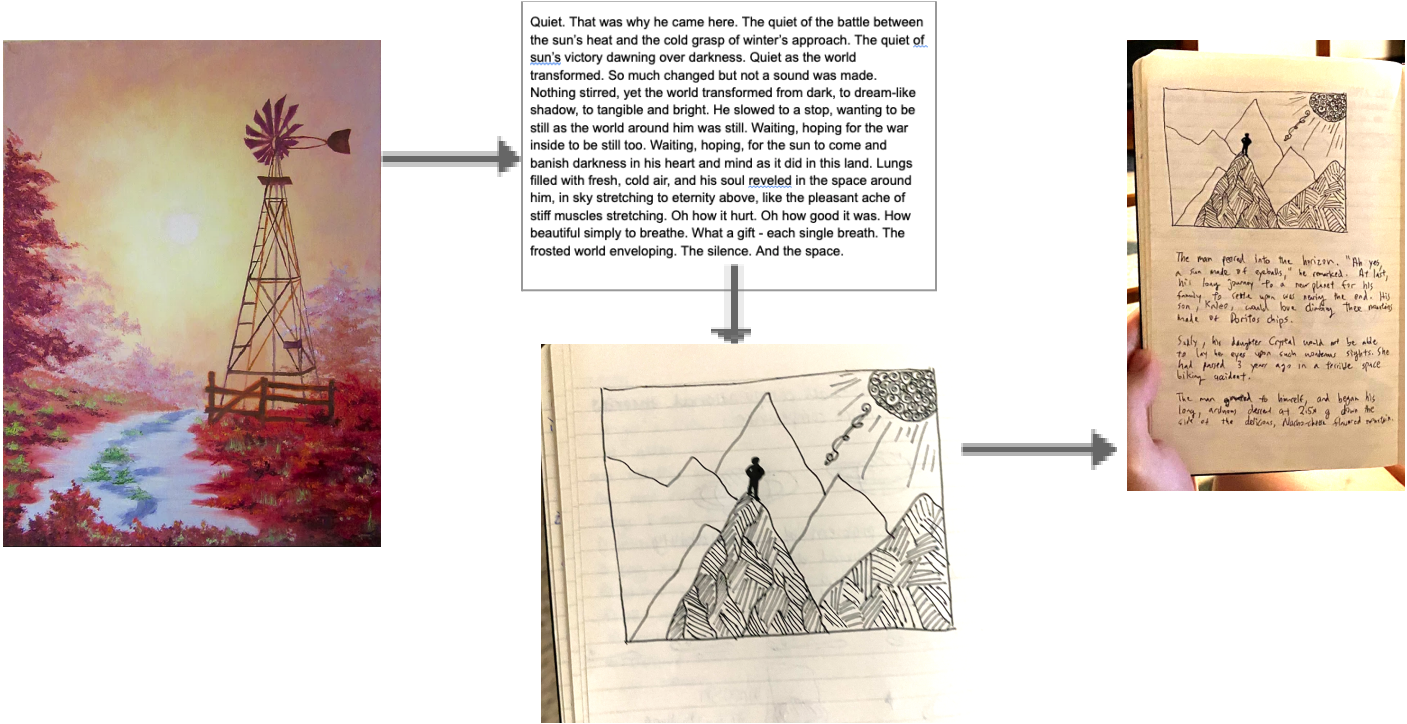 Quiet. That was why he came here. The quiet of the battle between
the sun's heat and the cold grasp of winter's approach. The quiet of
sun's victory dawning over darkness. Quiet as the world
transformed. So much changed but not a sound was made.
Nothing stirred, yet the world transformed from dark, to dream-like
shadow, to tangible and bright. He slowed to a stop, wanting to be
still as the world around him was still. Waiting, hoping for the war
inside to be still too. Waiting, hoping, for the sun to come and
banish darkness in his heart and mind as it did in this land. Lungs
filled with fresh, cold air, and his soul reveled in the space around
him, in sky stretching to eternity above, like the pleasant ache of
stiff muscles stretching. Oh how it hurt. Oh how good it was. How
beautiful simply to breathe. What a gift - each single breath. The
frosted world enveloping. The silence. And the space.
The man peered into the horizon. "Ah yes,
a sun made of eyeballs," he remarked. At last,
his long journey to a new planet for his
family to settle upon was nearing the end. His
son, would love climbing these mountains
made of Doritos chips.
Sadly, his daughter Crystal would not be able
to lay her eyes upon such wonderous sights. She
had passed 3 years ago in a terrible space
biking accident.
The man to himself, and began his
long, arduous descent at 2.5x g down the
side of the delicious, Nacho-cheese flavored mountain.